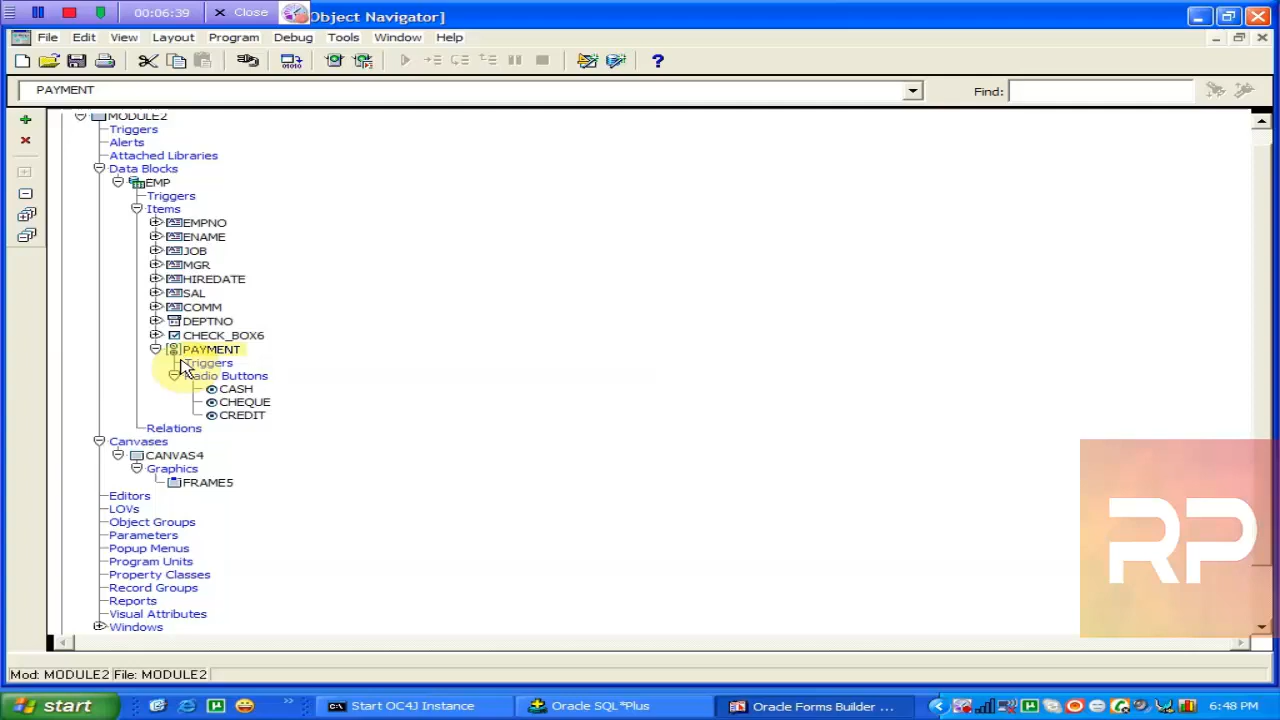 00:06:39 Close Object Navigator]
File Edit View Layout Program Debug Tools Window Help
PAYMENT Find:
MODULE2
Triggers
Alerts
Attached Libraries
Data Blocks
EMP
Triggers
Items
EMPNO
ENAME
JOB
MGR
HIREDATE
SAL
COMM
DEPTNO
CHECK_BOX6
PAYMENT
Triggers
Radio Buttons
CASH
CHEQUE
CREDIT
Relations
Canvases
CANVAS4
Graphics
FRAME5
Editors
LOVs
Object Groups
Parameters
Popup Menus
Program Units
Property Classes
Record Groups
Reports
Visual Attributes
Windows
RP
Mod: MODULE2 File: MODULE2
start Start OC4J Instance Oracle SQL*Plus Oracle Forms Builder ... 6:48 PM